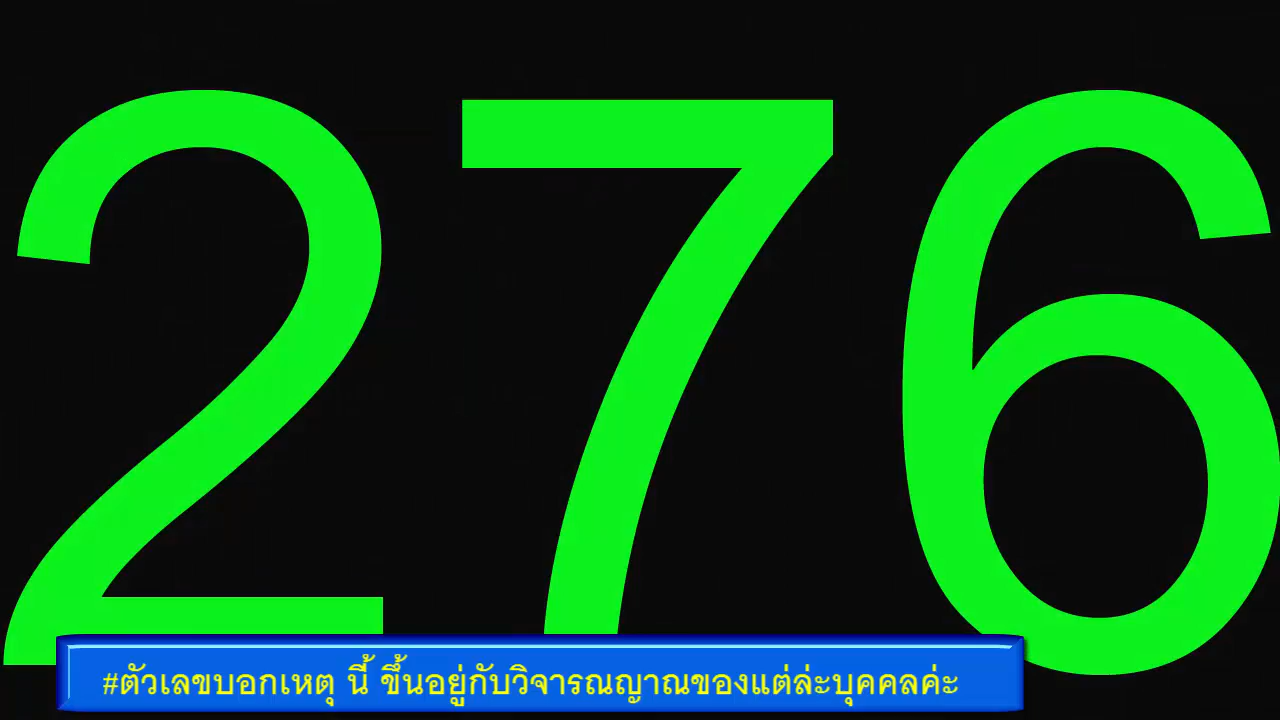 276
#ตัวเลขบอกเหตุ นี้ ขึ้นอยู่กับวิจารณญาณของแต่ล่ะบุคคลค่ะ